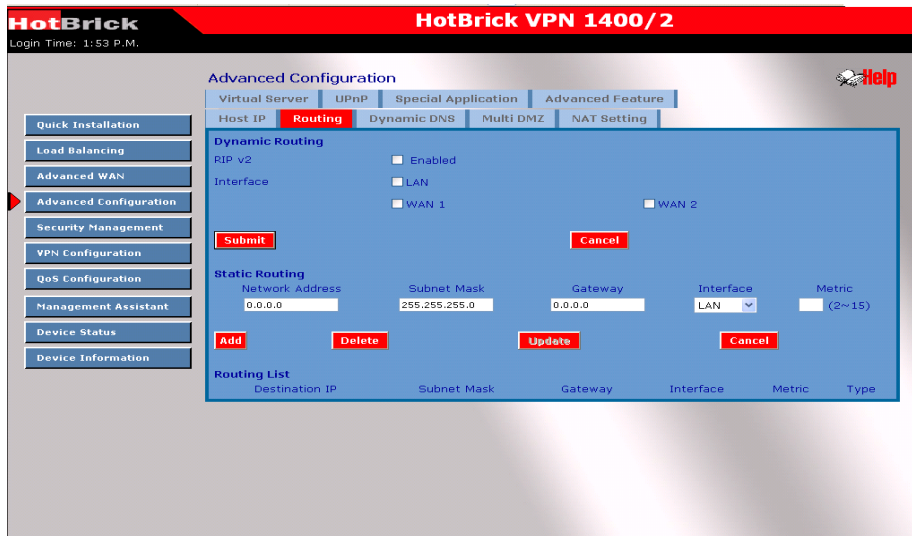 HotBrick
HotBrick VPN 1400/2
Login Time: 1:53 P.M.
Advanced Configuration
Help
Virtual Server UPnP Special Application Advanced Feature
Host IP Routing Dynamic DNS Multi DMZ NAT Setting
Quick Installation
Load Balancing
Advanced WAN
Advanced Configuration
Security Management
VPN Configuration
QoS Configuration
Management Assistant
Device Status
Device Information
Dynamic Routing
RIP v2 Enabled
Interface LAN
WAN 1 WAN 2
Submit Cancel
Static Routing
Network Address Subnet Mask Gateway Interface Metric
0.0.0.0 255.255.255.0 0.0.0.0 LAN (2~15)
Add Delete Update Cancel
Routing List
Destination IP Subnet Mask Gateway Interface Metric Type